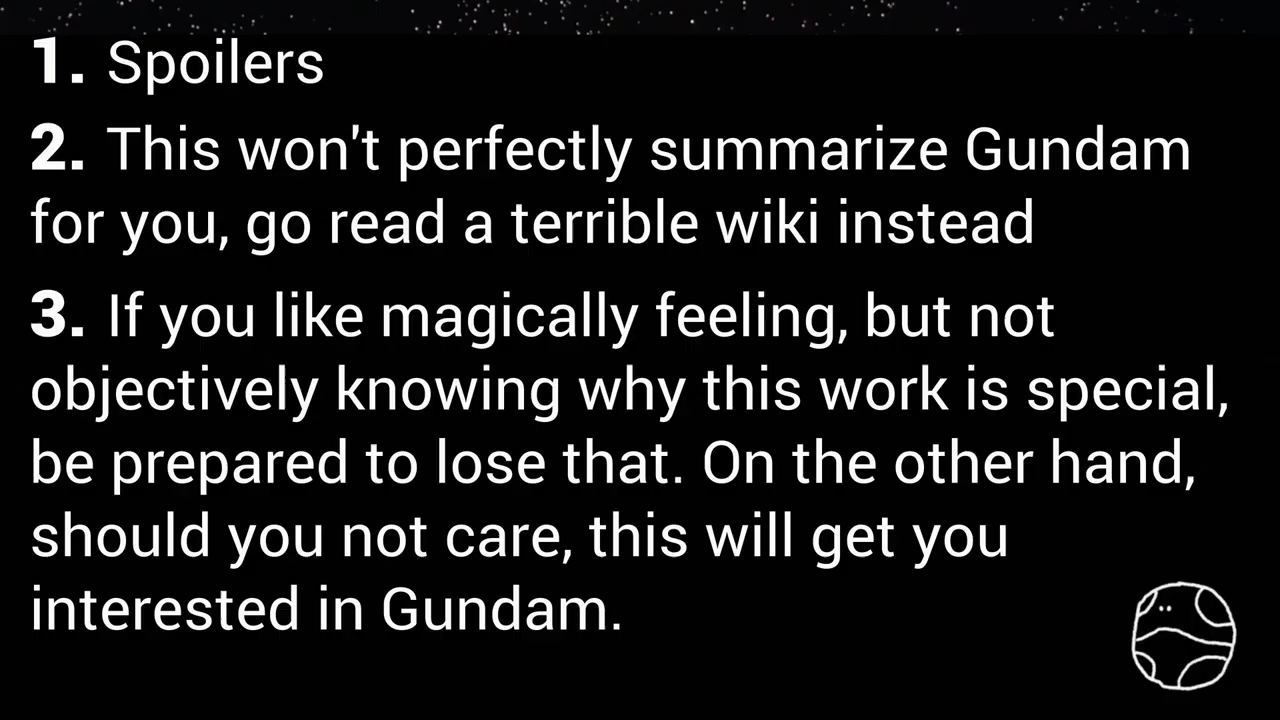 1. Spoilers
2. This won't perfectly summarize Gundam
for you, go read a terrible wiki instead
3. If you like magically feeling, but not
objectively knowing why this work is special,
be prepared to lose that. On the other hand,
should you not care, this will get you
interested in Gundam.